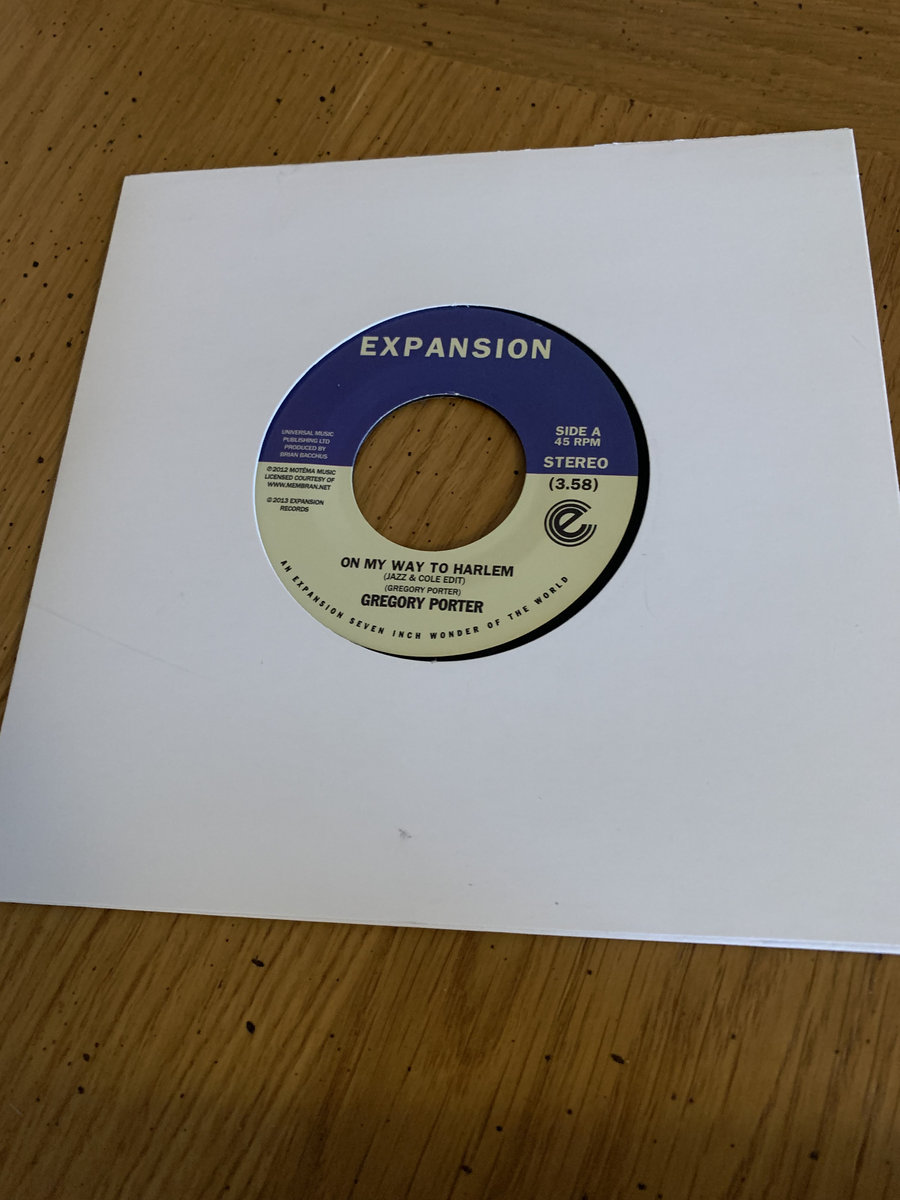 EXPANSION
UNIVERSAL MUSIC
PUBLISHING LTD
PRODUCED BY
BRIAN BACCHUS
℗2012 MOTÉMA MUSIC
LICENSED COURTESY OF
WWW.MEMBRAN.NET
© 2013 EXPANSION
RECORDS
SIDE A
45 RPM
STEREO
(3.58)
e
ON MY WAY TO HARLEM
(JAZZ & COLE EDIT)
(GREGORY PORTER)
GREGORY PORTER
AN EXPANSION SEVEN INCH WONDER OF THE WORLD